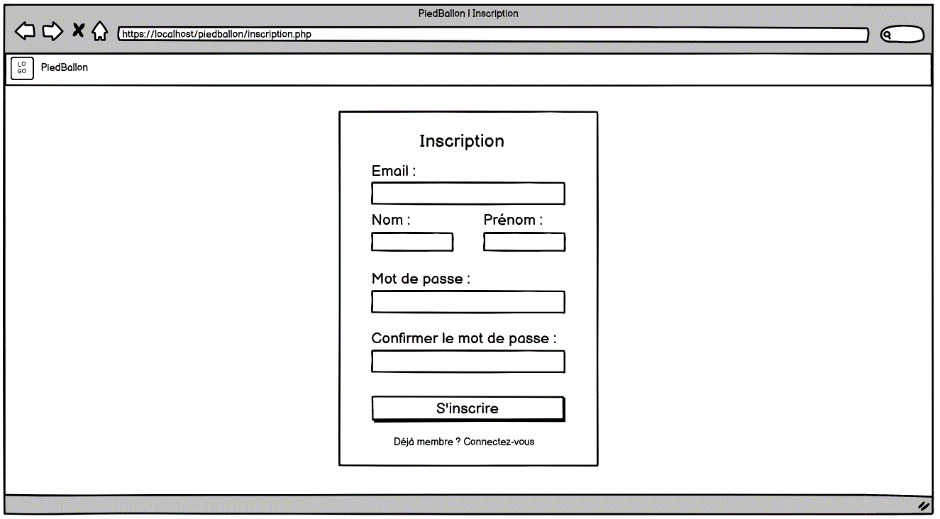 PiedBallon | Inscription
https://localhost/piedballon/inscription.php
LO
GO
PiedBallon
Inscription
Email :
Nom :
Prénom :
Mot de passe :
Confirmer le mot de passe :
S'inscrire
Déjà membre ? Connectez-vous